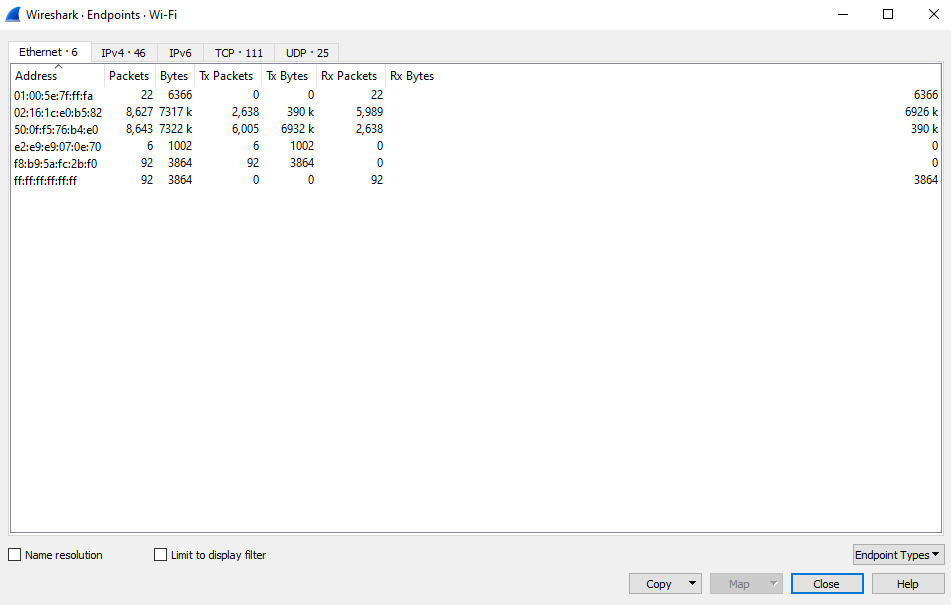 Wireshark · Endpoints · Wi-Fi
Ethernet · 6 IPv4 · 46 IPv6 TCP · 111 UDP · 25
Address Packets Bytes Tx Packets Tx Bytes Rx Packets Rx Bytes
01:00:5e:7f:ff:fa 22 6366 0 0 22 6366
02:16:1c:e0:b5:82 8,627 7317 k 2,638 390 k 5,989 6926 k
50:0f:f5:76:b4:e0 8,643 7322 k 6,005 6932 k 2,638 390 k
e2:e9:e9:07:0e:70 6 1002 6 1002 0 0
f8:b9:5a:fc:2b:f0 92 3864 92 3864 0 0
ff:ff:ff:ff:ff:ff 92 3864 0 0 92 3864
Name resolution Limit to display filter Endpoint Types
Copy Map Close Help